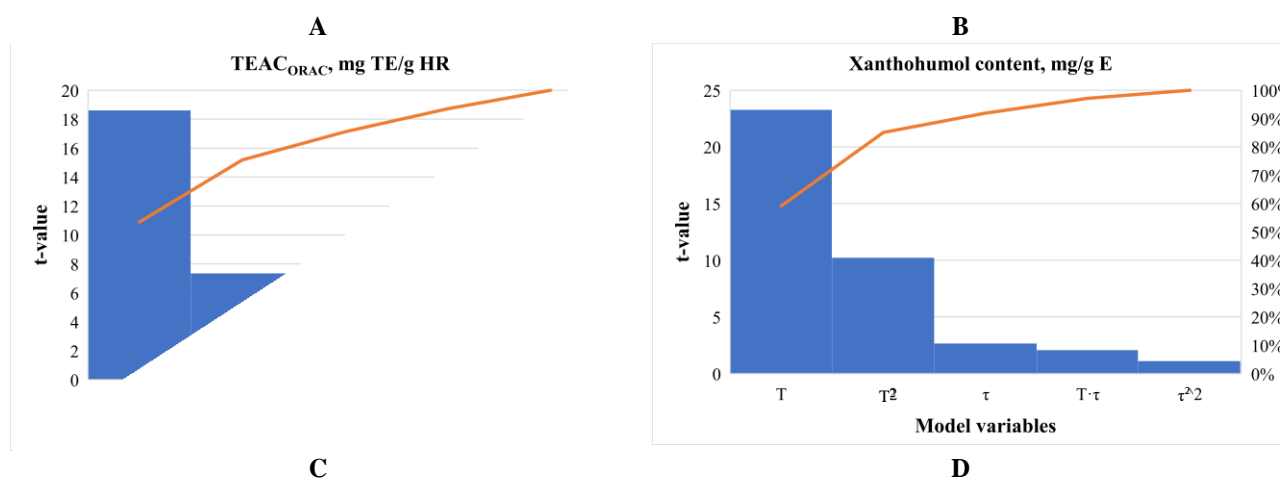 A
B
TEAC_ORAC, mg TE/g HR
t-value
20
18
16
14
12
10
8
6
4
2
0
Xanthohumol content, mg/g E
t-value
25
20
15
10
5
0
100%
90%
80%
70%
60%
50%
40%
30%
20%
10%
0%
T
T²
τ
T·τ
τ^2
Model variables
C
D